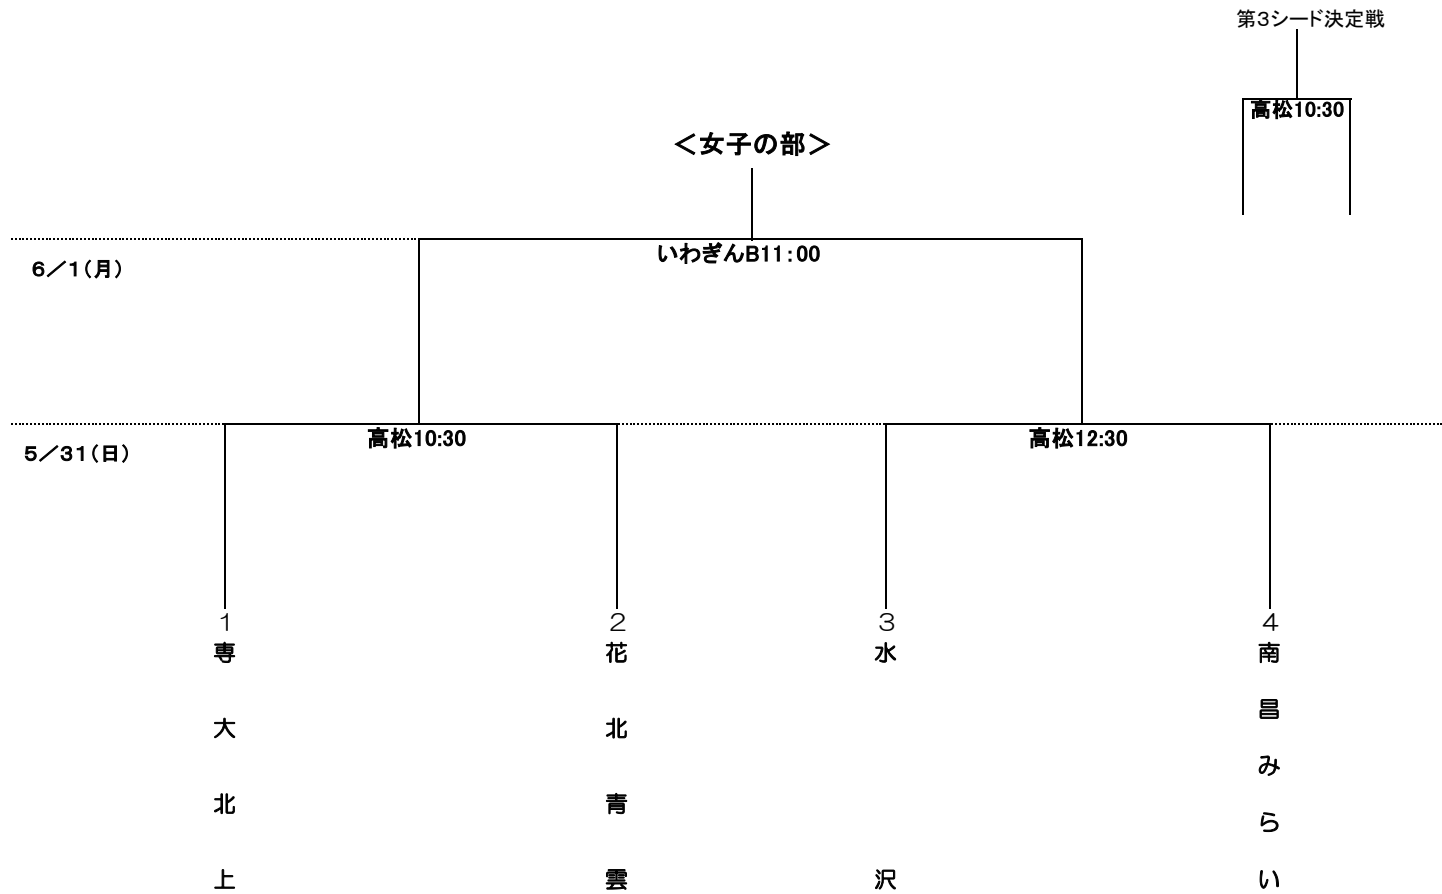 第3シード決定戦
高松10:30
＜女子の部＞
いわぎんB11：00
6／1（月）
高松10:30
高松12:30
5／31（日）
1
専大北上
2
花北青雲
3
水沢
4
南昌みらい